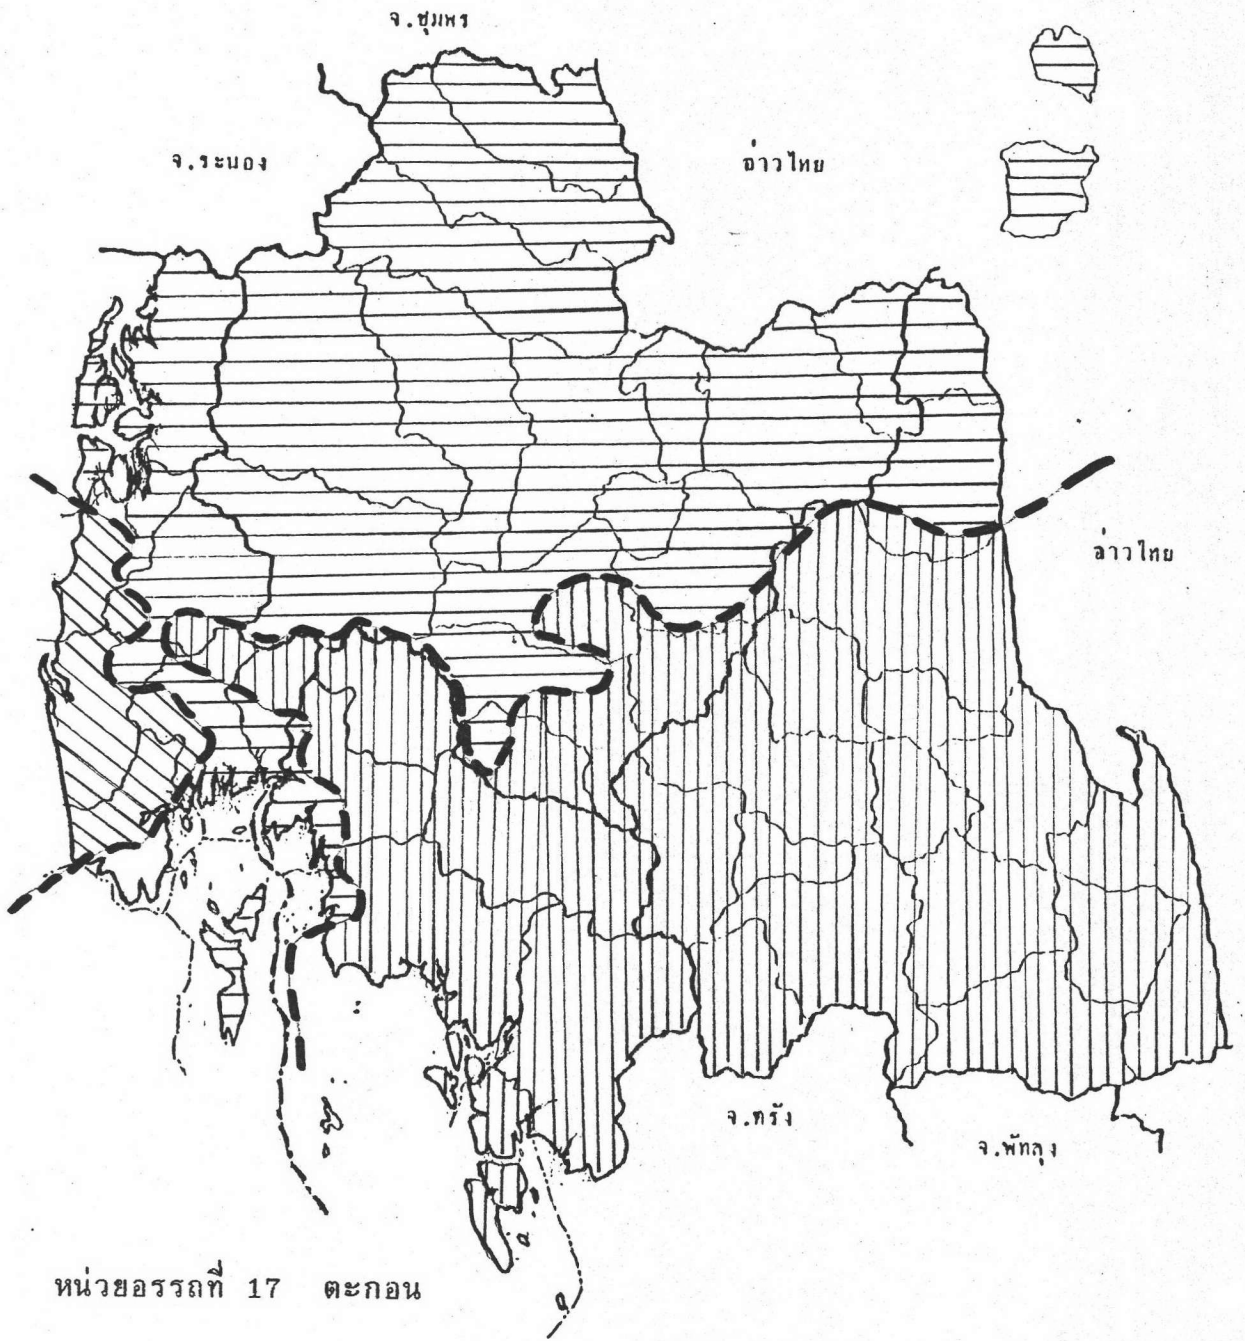 จ.ชุมพร
จ.ระนอง
อ่าวไทย
อ่าวไทย
จ.ตรัง
จ.พัทลุง
หน่วยอรรถที่ 17 ตะกอน